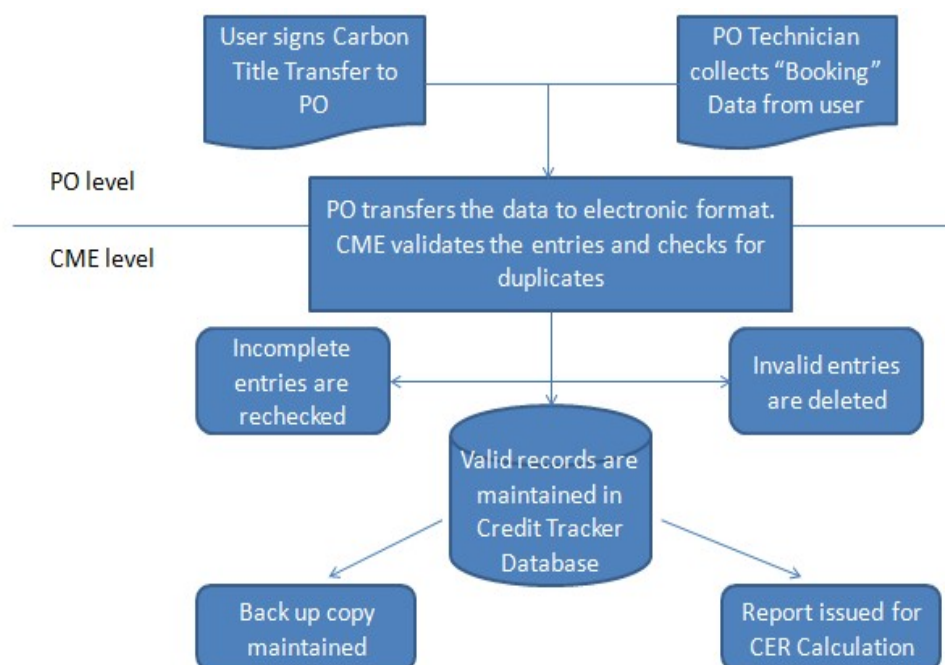 User signs Carbon
Title Transfer to
PO
PO Technician
collects “Booking”
Data from user
PO level
PO transfers the data to electronic format.
CME validates the entries and checks for
duplicates
CME level
Incomplete
entries are
rechecked
Invalid entries
are deleted
Valid records are
maintained in
Credit Tracker
Database
Back up copy
maintained
Report issued for
CER Calculation